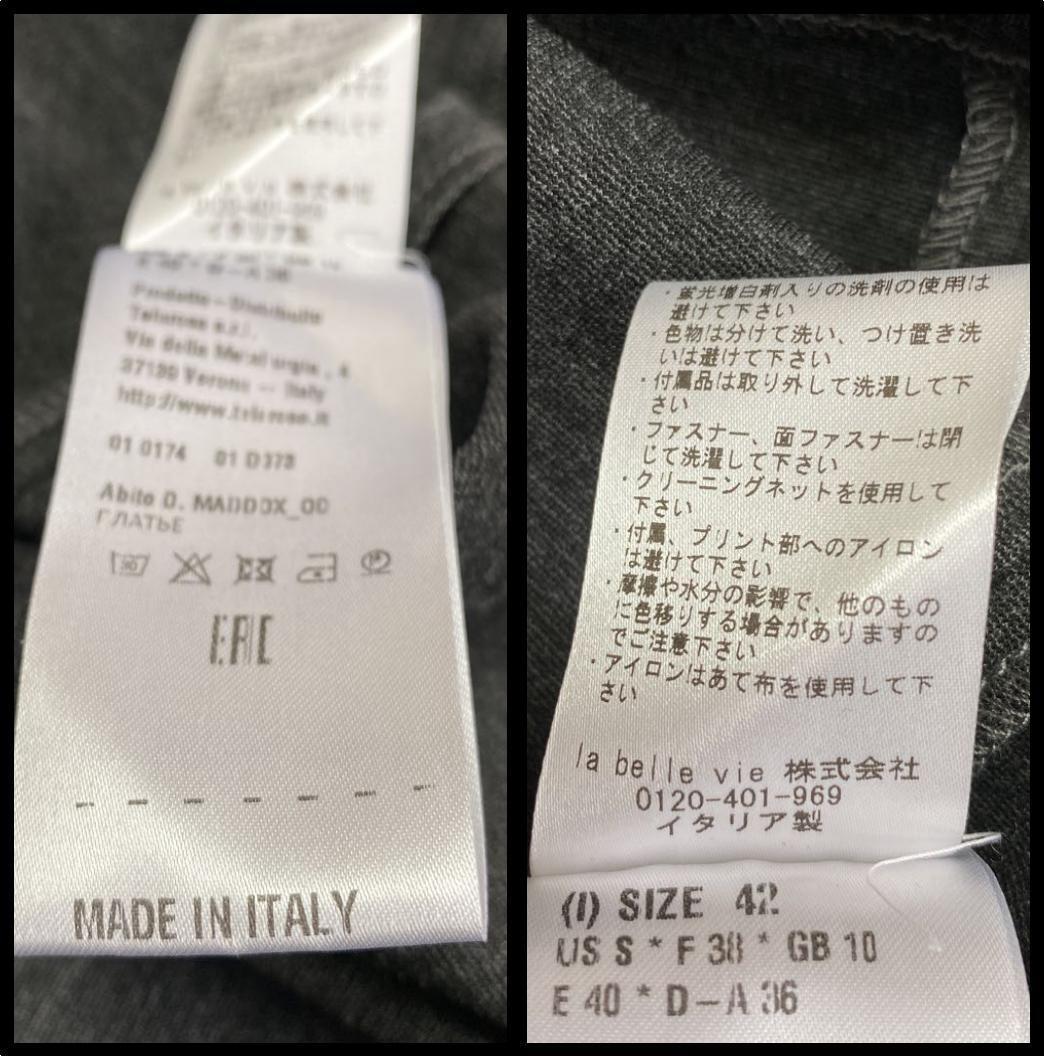 0120-401-969
イタリア製
E 40 * D-A 36
Prodotto - Distribuito
s.r.l.
Via della
37130 Verona -- Italy
01 0174 01 D373
Abito D. MADDOX_00
ПЛАТЬЕ
EAC
MADE IN ITALY
・蛍光増白剤入りの洗剤の使用は
避けて下さい
・色物は分けて洗い、つけ置き洗
いは避けて下さい
・付属品は取り外して洗濯して下
さい
・ファスナー、面ファスナーは閉
じて洗濯して下さい
・クリーニングネットを使用して
下さい
・付属、プリント部へのアイロン
は避けて下さい
・摩擦や水分の影響で、他のもの
に色移りする場合がありますの
でご注意下さい
・アイロンはあて布を使用して下
さい
la belle vie 株式会社
0120-401-969
イタリア製
(I) SIZE 42
US S * F 38 * GB 10
E 40 * D-A 36